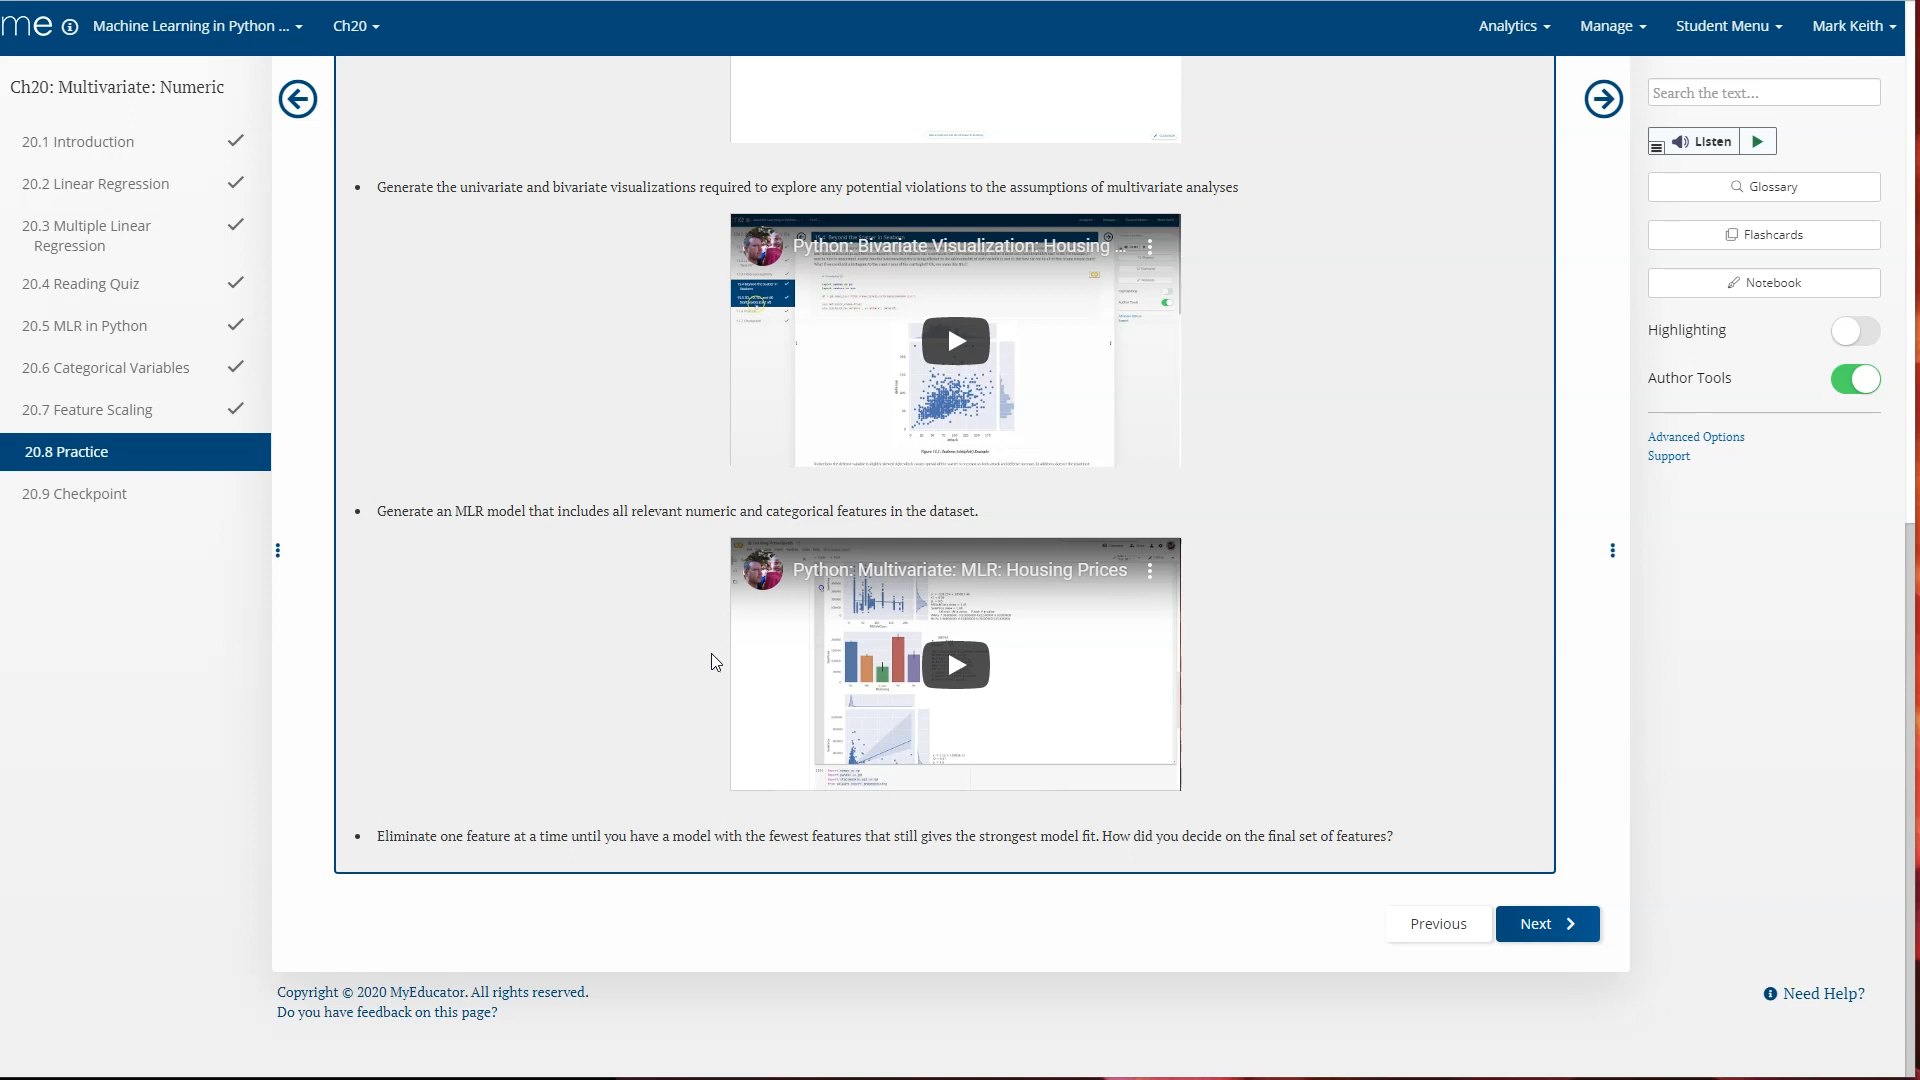 me Machine Learning in Python ... Ch20 Analytics Manage Student Menu Mark Keith
Ch20: Multivariate: Numeric
20.1 Introduction
20.2 Linear Regression
20.3 Multiple Linear
Regression
20.4 Reading Quiz
20.5 MLR in Python
20.6 Categorical Variables
20.7 Feature Scaling
20.8 Practice
20.9 Checkpoint
Generate the univariate and bivariate visualizations required to explore any potential violations to the assumptions of multivariate analyses
Python: Bivariate Visualization: Housing ...
Generate an MLR model that includes all relevant numeric and categorical features in the dataset.
Python: Multivariate: MLR: Housing Prices
Eliminate one feature at a time until you have a model with the fewest features that still gives the strongest model fit. How did you decide on the final set of features?
Previous
Next
Search the text...
Listen
Glossary
Flashcards
Notebook
Highlighting
Author Tools
Advanced Options
Support
Copyright © 2020 MyEducator. All rights reserved.
Do you have feedback on this page?
Need Help?